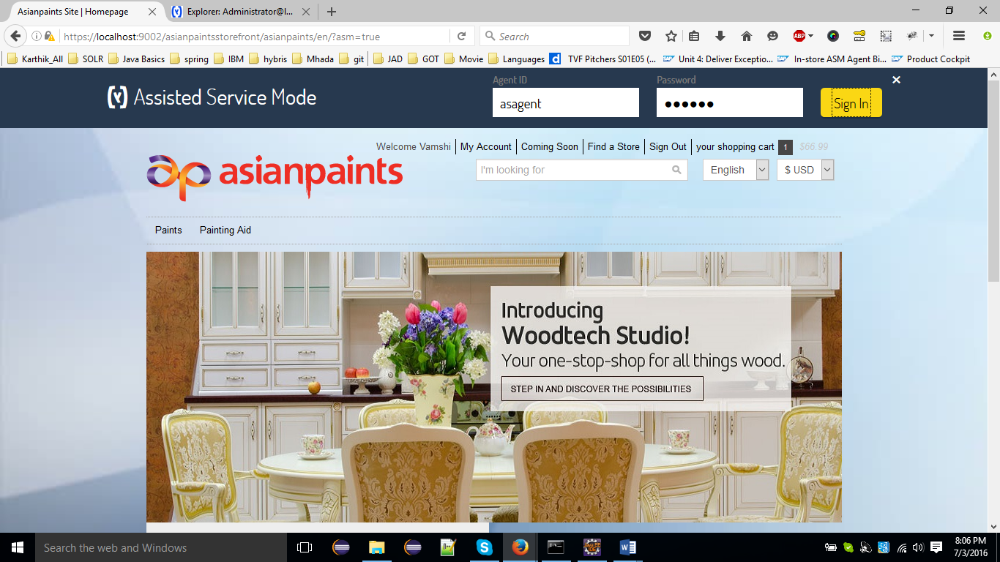 Asianpaints Site | Homepage
Explorer: Administrator@l...
https://localhost:9002/asianpaintsstorefront/asianpaints/en/?asm=true
Search
ABP
Karthik_All SOLR Java Basics spring IBM hybris Mhada git JAD GOT Movie Languages TVF Pitchers S01E05 (... Unit 4: Deliver Exceptio... In-store ASM Agent Bi... Product Cockpit
Assisted Service Mode
Agent ID
Password
asagent
●●●●●●
Sign In
Welcome Vamshi My Account Coming Soon Find a Store Sign Out your shopping cart 1 $66.99
ap asianpaints
I'm looking for
English
$ USD
Paints Painting Aid
Introducing
Woodtech Studio!
Your one-stop-shop for all things wood.
STEP IN AND DISCOVER THE POSSIBILITIES
Search the web and Windows
8:06 PM
7/3/2016